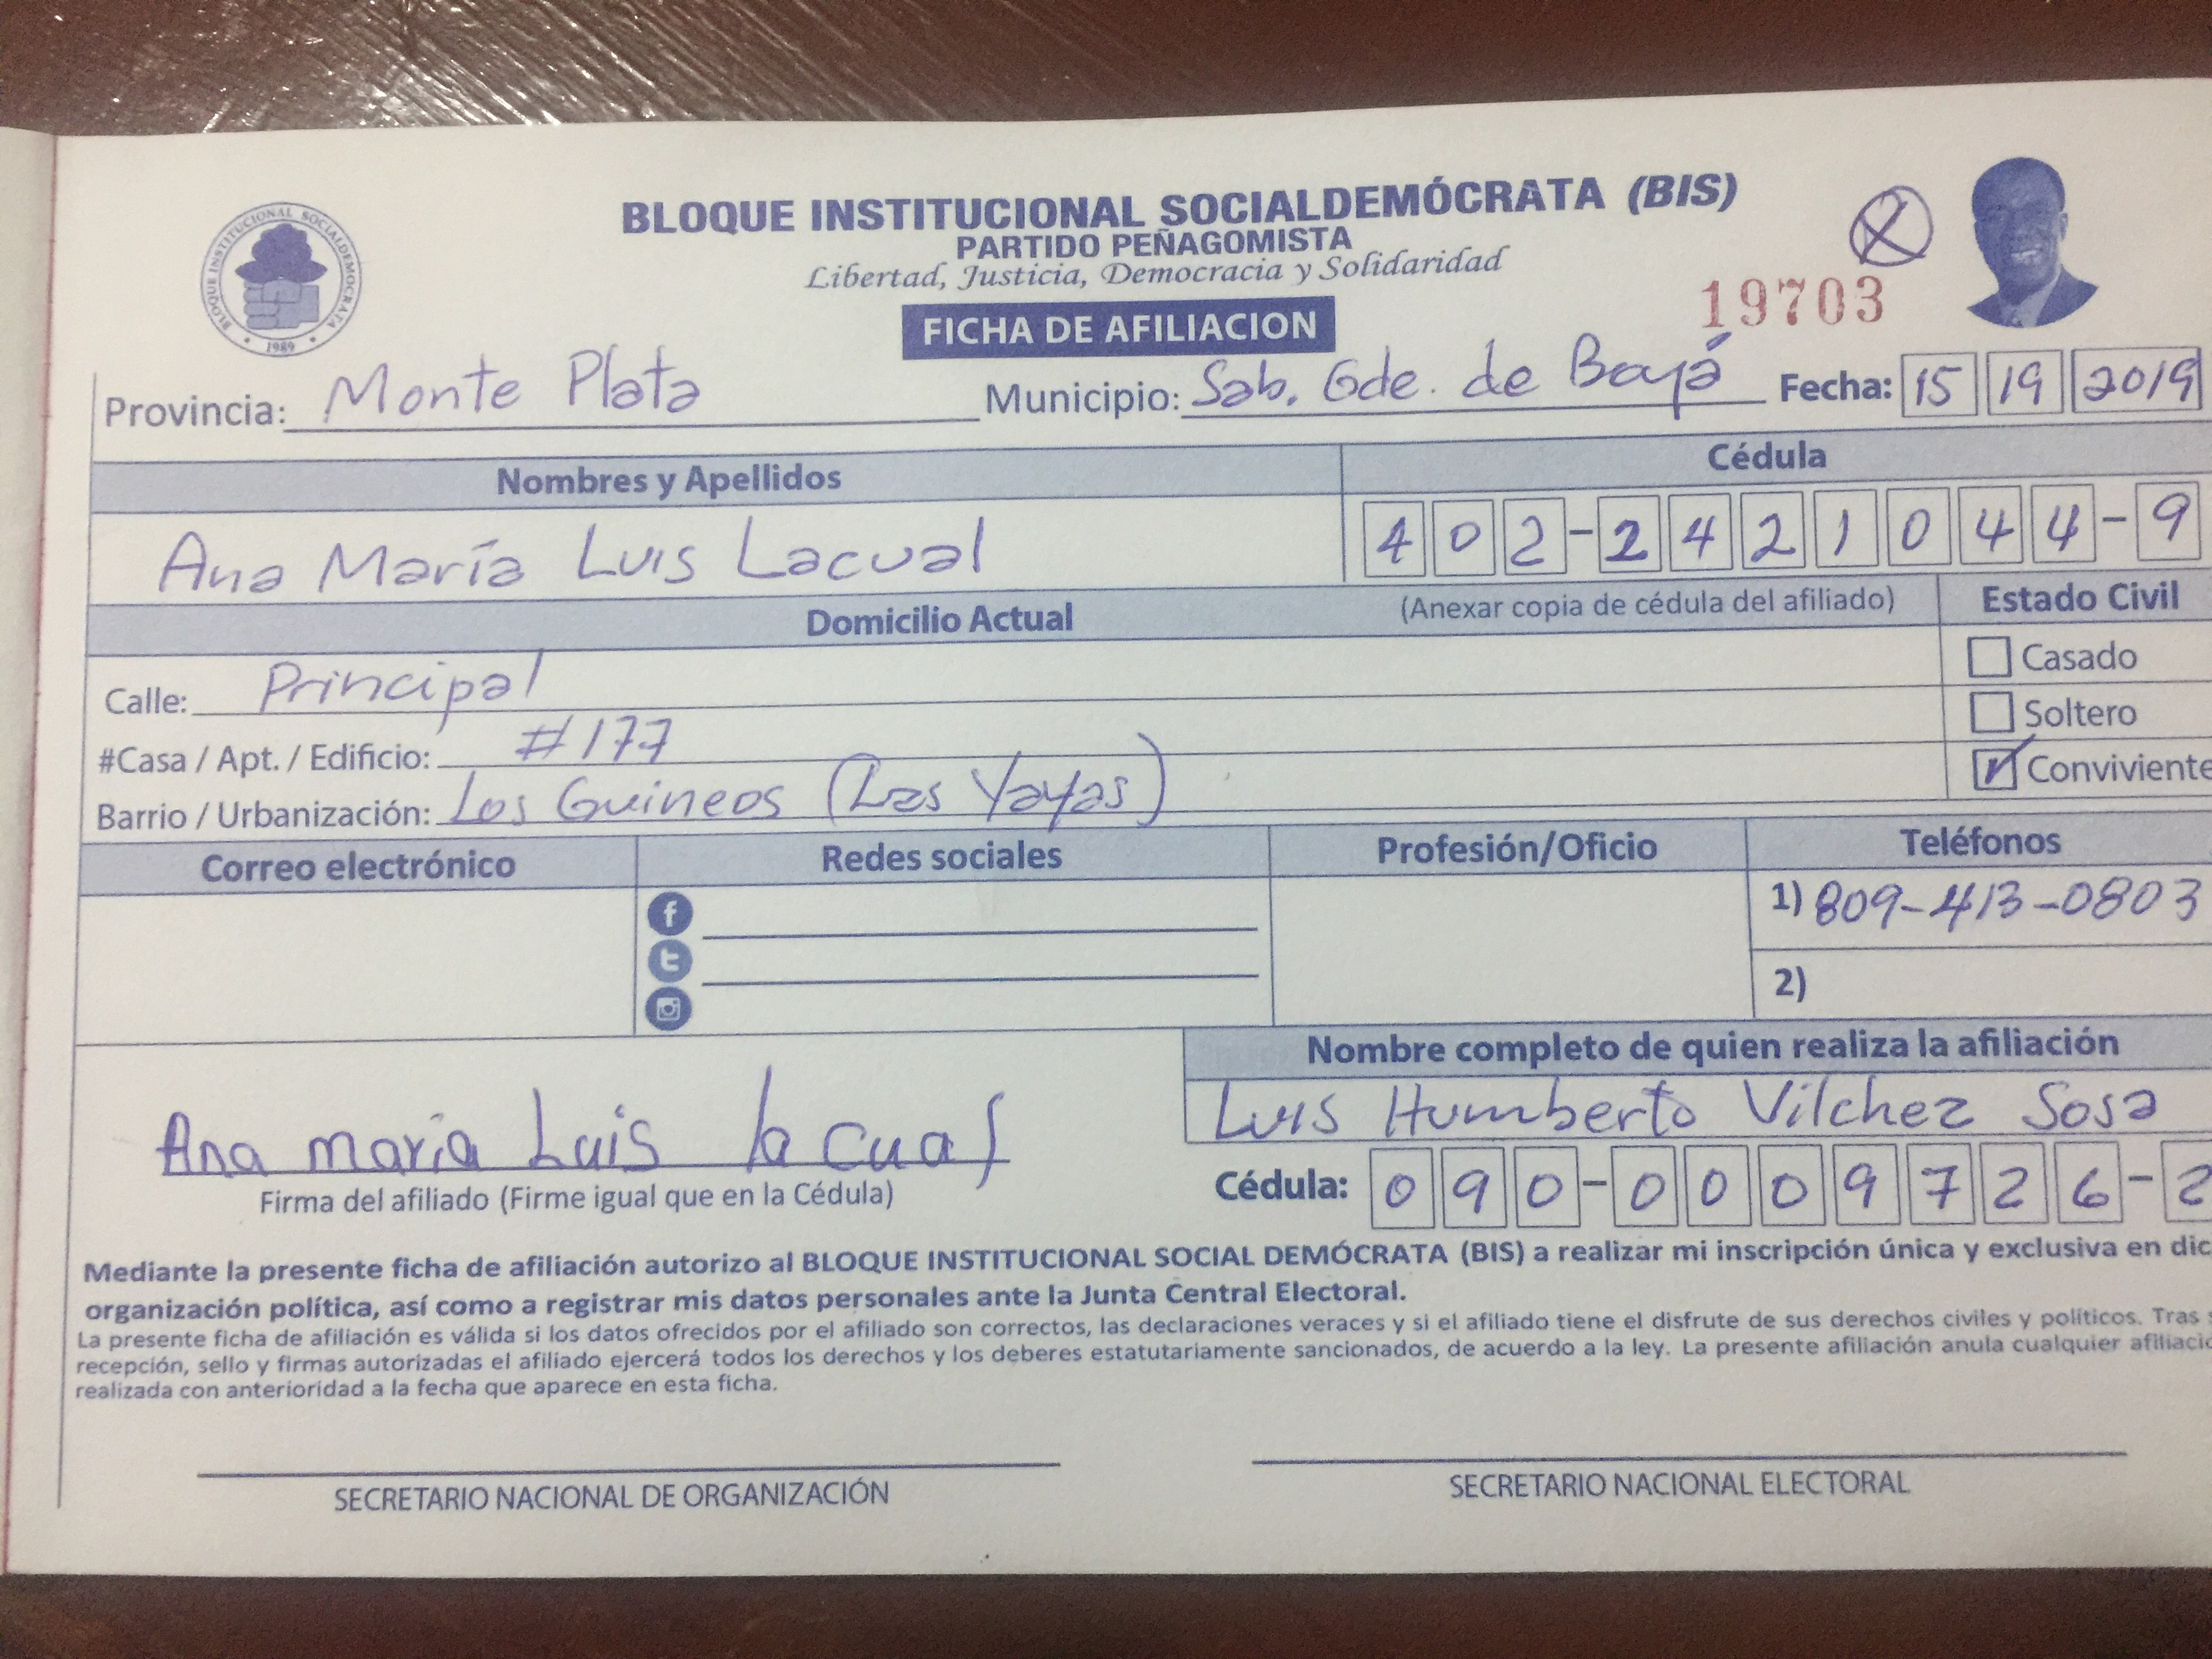 BLOQUE INSTITUCIONAL SOCIALDEMÓCRATA (BIS)
PARTIDO PEÑAGOMISTA
Libertad, Justicia, Democracia y Solidaridad
BLOQUE INSTITUCIONAL SOCIALDEMÓCRATA
1989
19703
FICHA DE AFILIACION
Provincia: Monte Plata Municipio: Sab. Gde. de Boyá Fecha: 15 19 2019
Nombres y Apellidos Cédula
Ana María Luis Lacual 402-2421044-9
Domicilio Actual (Anexar copia de cédula del afiliado) Estado Civil
Calle: Principal Casado
#Casa / Apt. / Edificio: #177 Soltero
Barrio / Urbanización: Los Guineos (Las Yayas) Conviviente
Correo electrónico Redes sociales Profesión/Oficio Teléfonos
1) 809-413-0803
2)
Nombre completo de quien realiza la afiliación
Luis Humberto Vilchez Sosa
Ana maria Luis la cual
Firma del afiliado (Firme igual que en la Cédula)
Cédula: 090-0009726-2
Mediante la presente ficha de afiliación autorizo al BLOQUE INSTITUCIONAL SOCIAL DEMÓCRATA (BIS) a realizar mi inscripción única y exclusiva en dic
organización política, así como a registrar mis datos personales ante la Junta Central Electoral.
La presente ficha de afiliación es válida si los datos ofrecidos por el afiliado son correctos, las declaraciones veraces y si el afiliado tiene el disfrute de sus derechos civiles y políticos. Tras s
recepción, sello y firmas autorizadas el afiliado ejercerá todos los derechos y los deberes estatutariamente sancionados, de acuerdo a la ley. La presente afiliación anula cualquier afiliació
realizada con anterioridad a la fecha que aparece en esta ficha.
SECRETARIO NACIONAL DE ORGANIZACIÓN SECRETARIO NACIONAL ELECTORAL